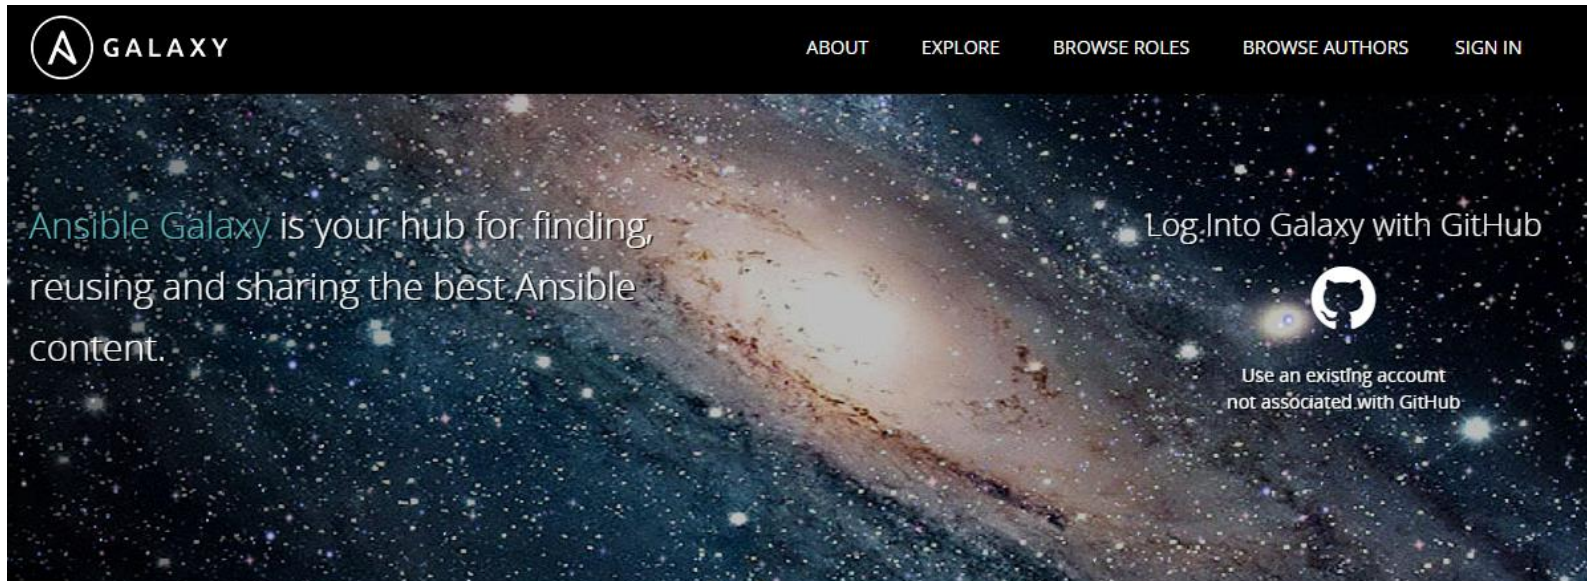 GALAXY
ABOUT EXPLORE BROWSE ROLES BROWSE AUTHORS SIGN IN
Ansible Galaxy is your hub for finding,
reusing and sharing the best Ansible
content.
Log Into Galaxy with GitHub
Use an existing account
not associated with GitHub